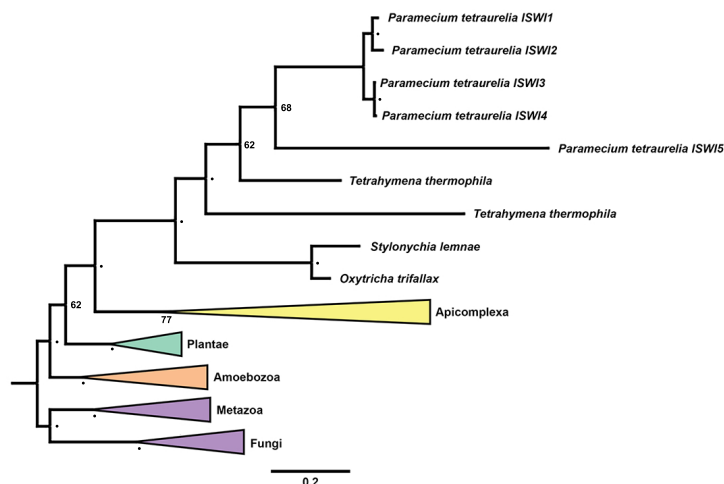 Paramecium tetraurelia ISWI1
Paramecium tetraurelia ISWI2
Paramecium tetraurelia ISWI3
68
Paramecium tetraurelia ISWI4
62
Paramecium tetraurelia ISWI5
Tetrahymena thermophila
Tetrahymena thermophila
Stylonychia lemnae
Oxytricha trifallax
62
77
Apicomplexa
Plantae
Amoebozoa
Metazoa
Fungi
0.2